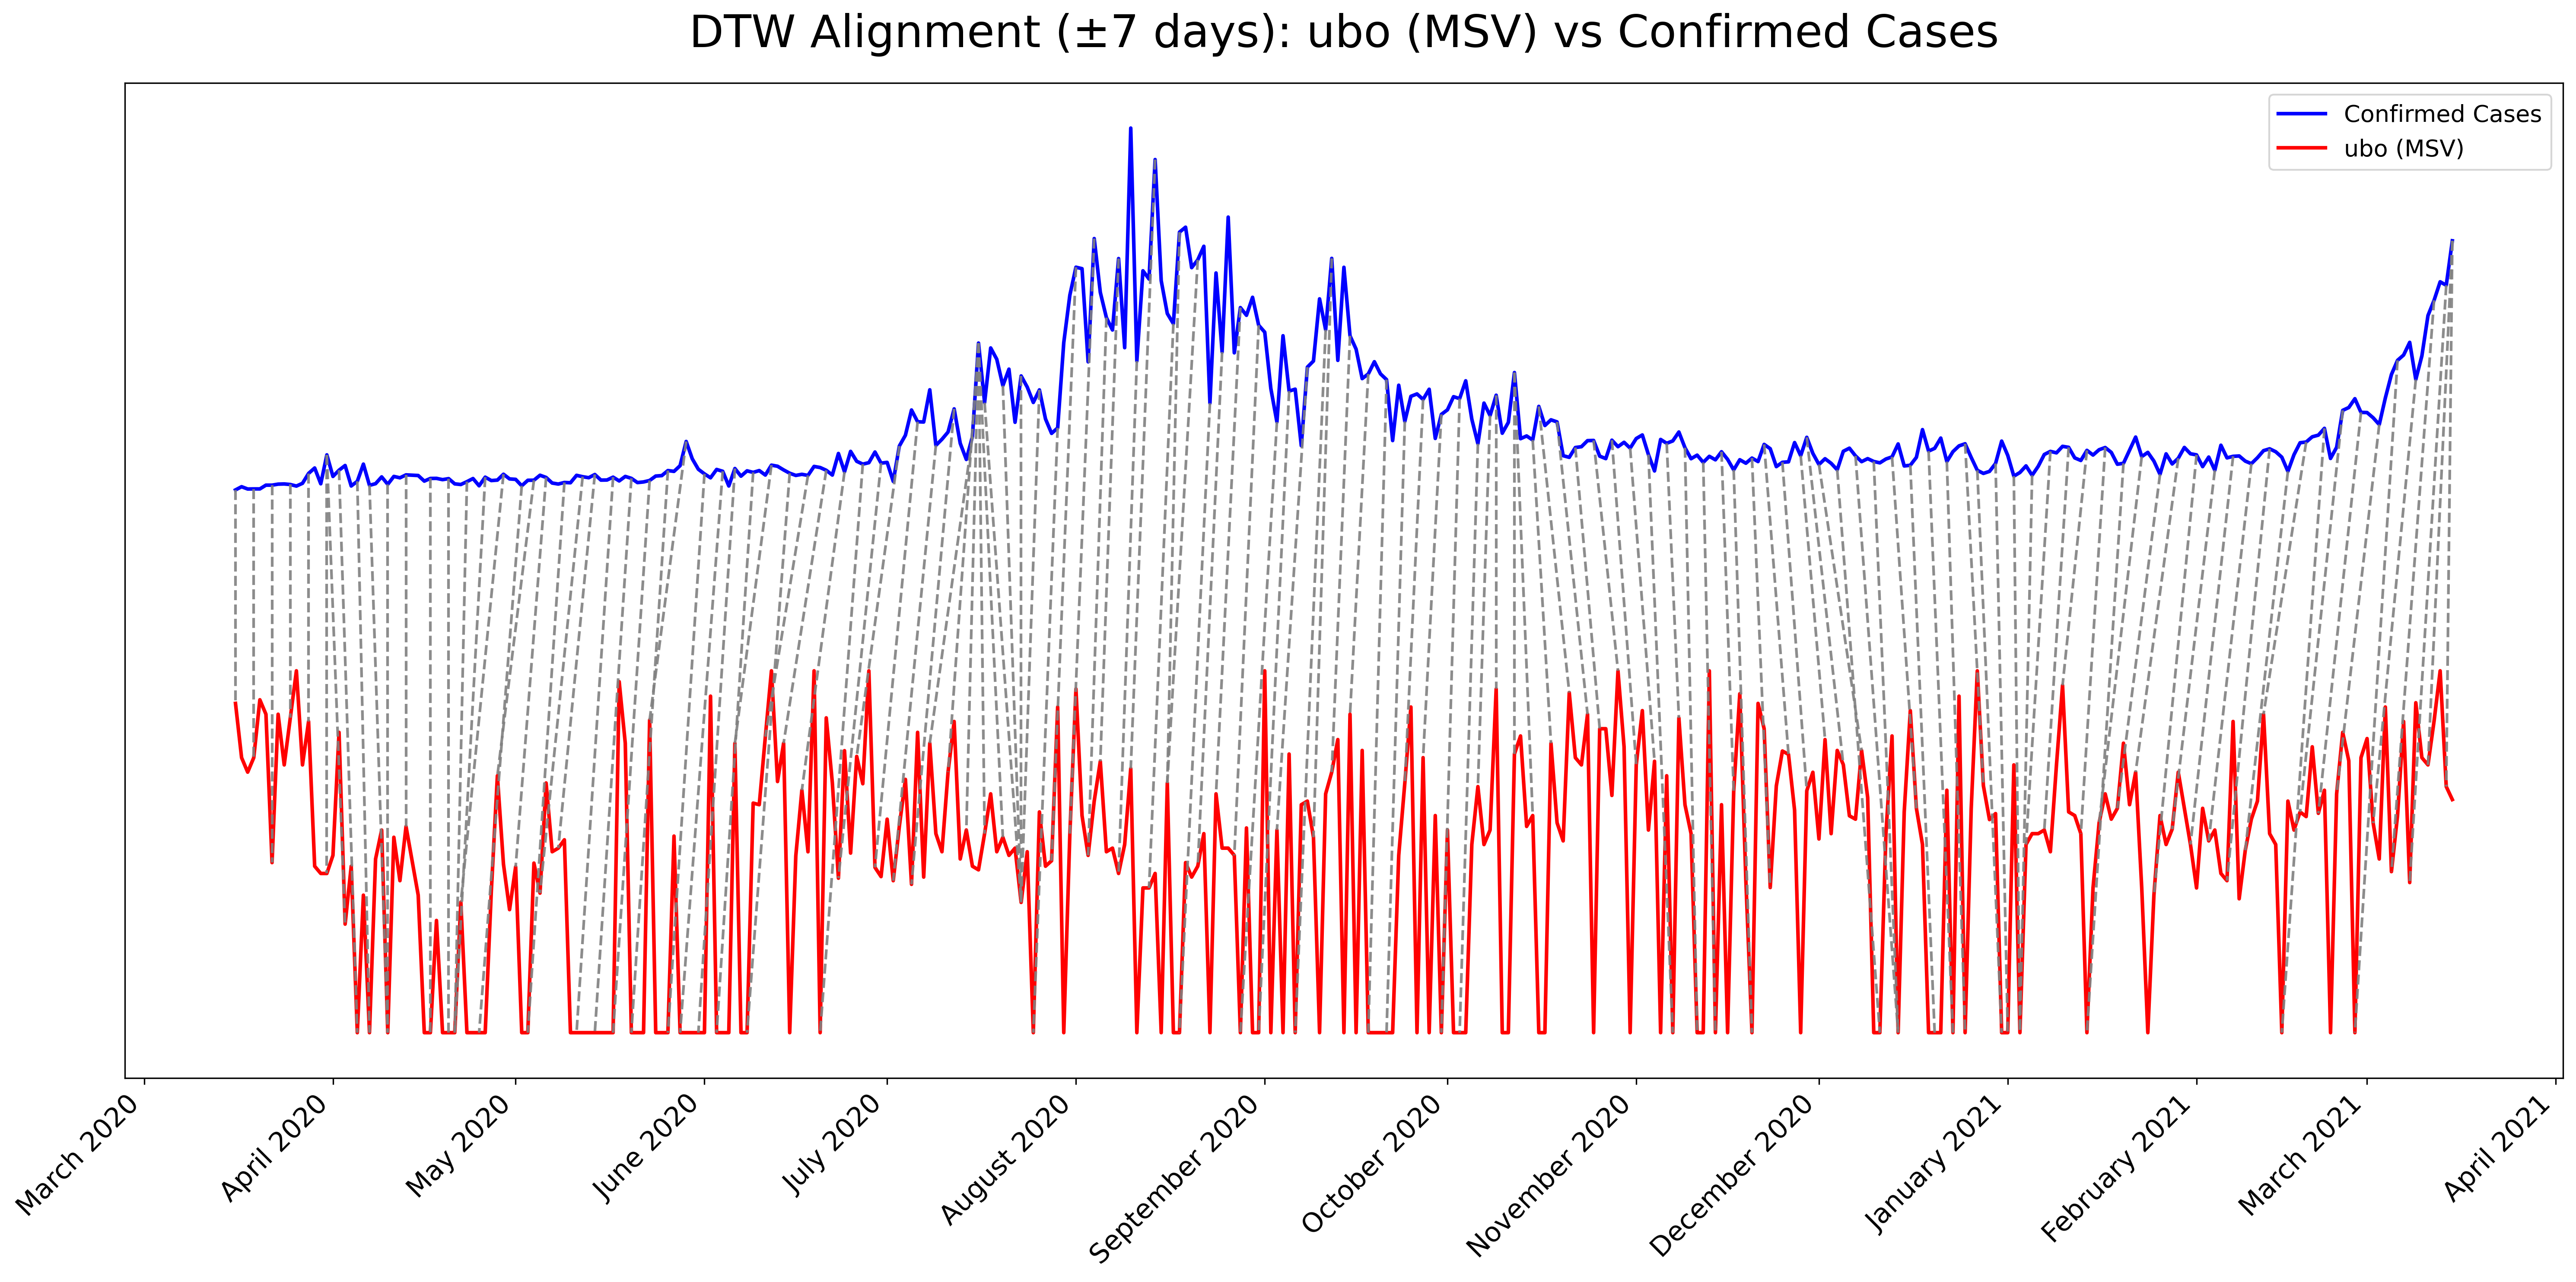 DTW Alignment (±7 days): ubo (MSV) vs Confirmed Cases
Confirmed Cases
ubo (MSV)
March 2020
April 2020
May 2020
June 2020
July 2020
August 2020
September 2020
October 2020
November 2020
December 2020
January 2021
February 2021
March 2021
April 2021